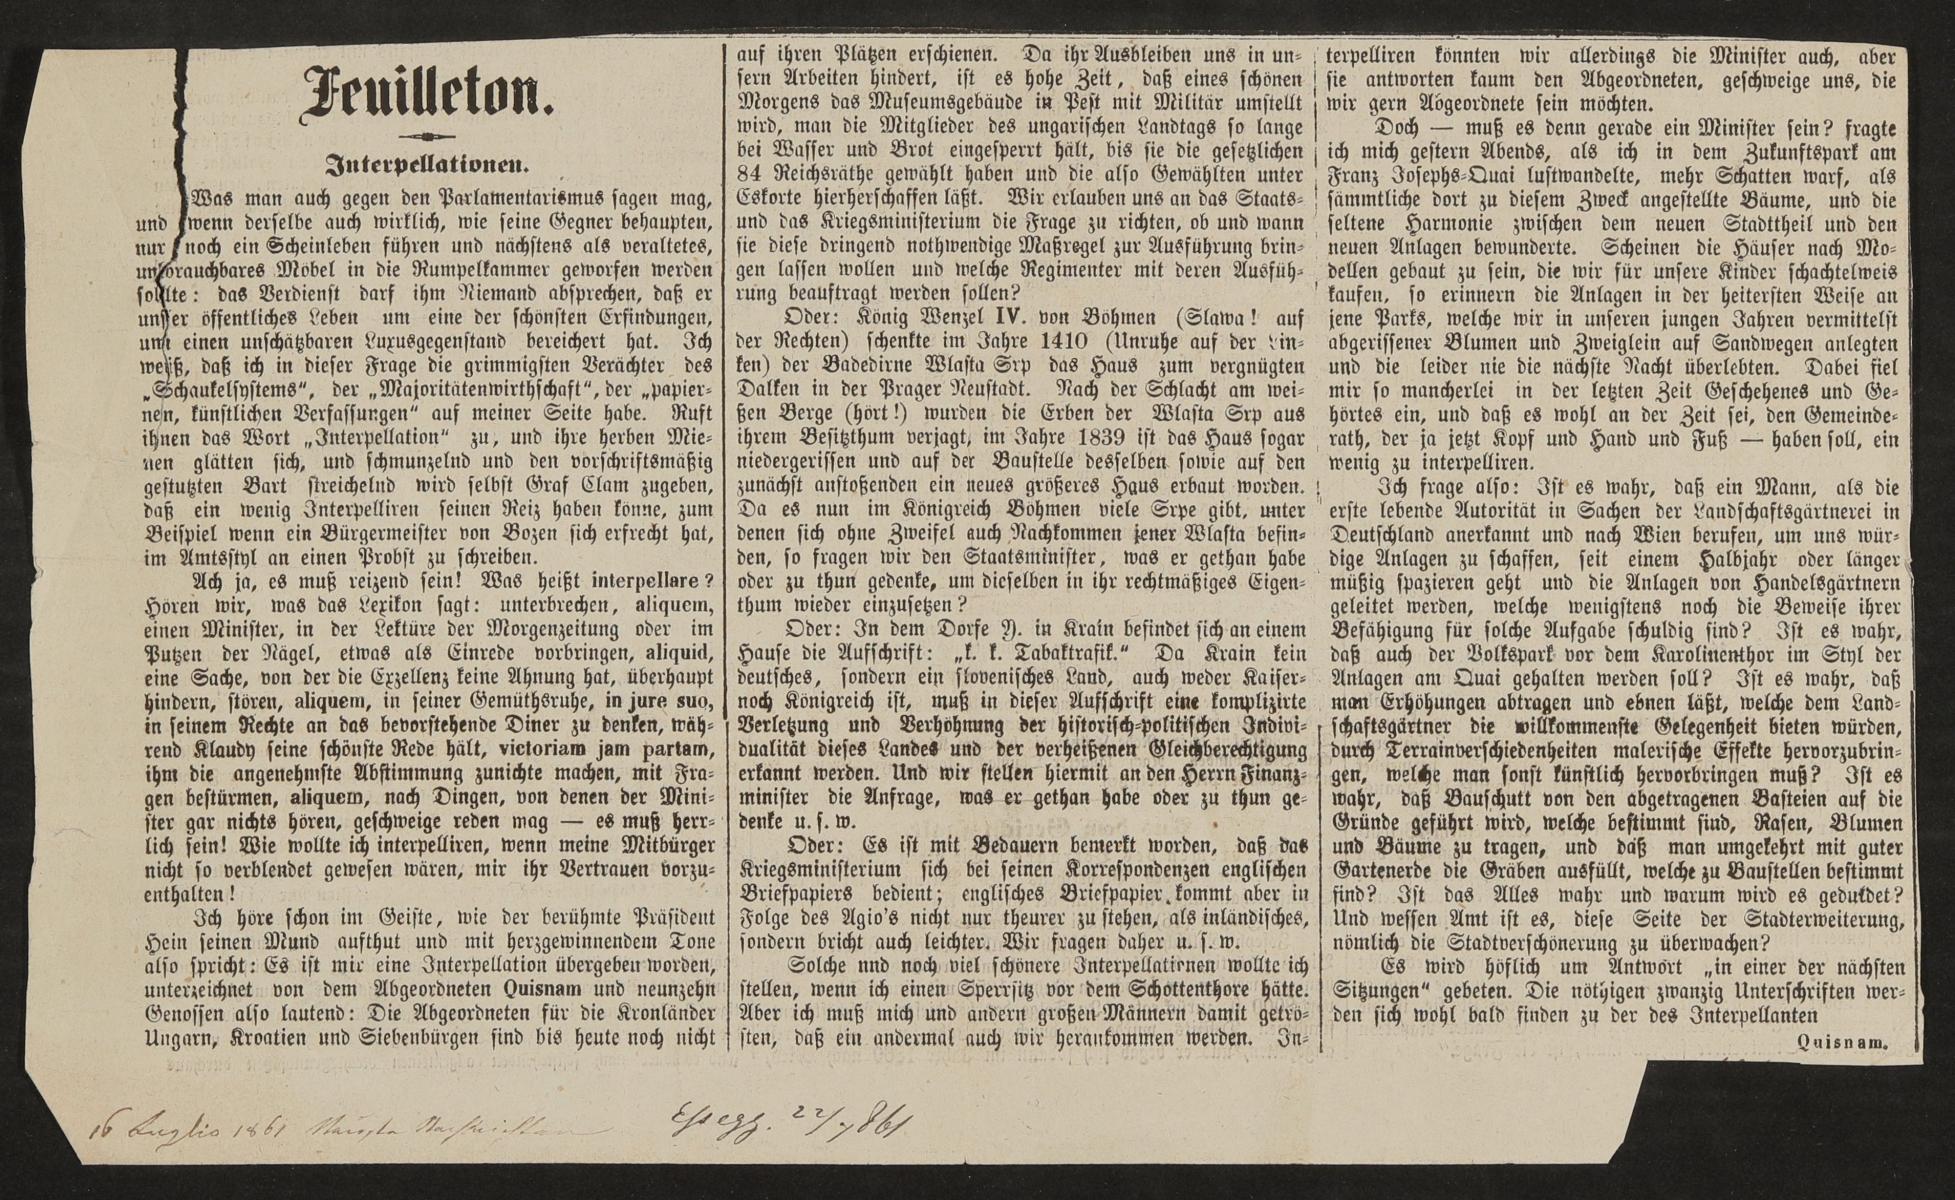 Feuilleton.
Interpellationen.
Was man auch gegen den Parlamentarismus sagen mag,
und wenn derselbe auch wirklich, wie seine Gegner behaupten,
nur noch ein Scheinleben führen und nächstens als veraltetes,
unbrauchbares Möbel in die Rumpelkammer geworfen werden
sollte: das Verdienst darf ihm Niemand absprechen, daß er
unser öffentliches Leben um eine der schönsten Erfindungen,
um einen unschätzbaren Luxusgegenstand bereichert hat. Ich
weiß, daß ich in dieser Frage die grimmigsten Verächter des
„Schaukelsystems“, der „Majoritätenwirthschaft“, der „papier-
nen, künstlichen Verfassungen“ auf meiner Seite habe. Ruft
ihnen das Wort „Interpellation“ zu, und ihre herben Mie-
nen glätten sich, und schmunzelnd und den vorschriftsmäßig
gestutzten Bart streichelnd wird selbst Graf Clam zugeben,
daß ein wenig Interpelliren seinen Reiz haben könne, zum
Beispiel wenn ein Bürgermeister von Bozen sich erfrecht hat,
im Amtsstyl an einen Probst zu schreiben.
Ach ja, es muß reizend sein! Was heißt interpellare?
Hören wir, was das Lexikon sagt: unterbrechen, aliquem,
einen Minister, in der Lektüre der Morgenzeitung oder im
Putzen der Nägel, etwas als Einrede vorbringen, aliquid,
eine Sache, von der die Exzellenz keine Ahnung hat, überhaupt
hindern, stören, aliquem, in seiner Gemüthsruhe, in jure suo,
in seinem Rechte an das bevorstehende Diner zu denken, wäh-
rend Klaudy seine schönste Rede hält, victoriam jam partam,
ihm die angenehmste Abstimmung zunichte machen, mit Fra-
gen bestürmen, aliquem, nach Dingen, von denen der Mini-
ster gar nichts hören, geschweige reden mag — es muß herr-
lich sein! Wie wollte ich interpelliren, wenn meine Mitbürger
nicht so verblendet gewesen wären, mir ihr Vertrauen vorzu-
enthalten!
Ich höre schon im Geiste, wie der berühmte Präsident
Hein seinen Mund aufthut und mit herzgewinnendem Tone
also spricht: Es ist mir eine Interpellation übergeben worden,
unterzeichnet von dem Abgeordneten Quisnam und neunzehn
Genossen also lautend: Die Abgeordneten für die Kronländer
Ungarn, Kroatien und Siebenbürgen sind bis heute noch nicht
auf ihren Plätzen erschienen. Da ihr Ausbleiben uns in un-
sern Arbeiten hindert, ist es hohe Zeit, daß eines schönen
Morgens das Museumsgebäude in Pest mit Militär umstellt
wird, man die Mitglieder des ungarischen Landtags so lange
bei Wasser und Brot eingesperrt hält, bis sie die gesetzlichen
84 Reichsräthe gewählt haben und die also Gewählten unter
Eskorte hierherschaffen läßt. Wir erlauben uns an das Staats-
und das Kriegsministerium die Frage zu richten, ob und wann
sie diese dringend nothwendige Maßregel zur Ausführung brin-
gen lassen wollen und welche Regimenter mit deren Ausfüh-
rung beauftragt werden sollen?
Oder: König Wenzel IV. von Böhmen (Slawa! auf
der Rechten) schenkte im Jahre 1410 (Unruhe auf der Lin-
ken) der Badedirne Wlasta Srp das Haus zum vergnügten
Dalken in der Prager Neustadt. Nach der Schlacht am wei-
ßen Berge (hört!) wurden die Erben der Wlasta Srp aus
ihrem Besitzthum verjagt, im Jahre 1839 ist das Haus sogar
niedergerissen und auf der Baustelle desselben sowie auf den
zunächst anstoßenden ein neues größeres Haus erbaut worden.
Da es nun im Königreich Böhmen viele Srpe gibt, unter
denen sich ohne Zweifel auch Nachkommen jener Wlasta befin-
den, so fragen wir den Staatsminister, was er gethan habe
oder zu thun gedenke, um dieselben in ihr rechtmäßiges Eigen-
thum wieder einzusetzen?
Oder: In dem Dorfe Y. in Krain befindet sich an einem
Hause die Aufschrift: „k. k. Tabaktrafik.“ Da Krain kein
deutsches, sondern ein slovenisches Land, auch weder Kaiser-
noch Königreich ist, muß in dieser Aufschrift eine komplizirte
Verletzung und Verhöhnung der historisch-politischen Indivi-
dualität dieses Landes und der verheißenen Gleichberechtigung
erkannt werden. Und wir stellen hiermit an den Herrn Finanz-
minister die Anfrage, was er gethan habe oder zu thun ge-
denke u. s. w.
Oder: Es ist mit Bedauern bemerkt worden, daß das
Kriegsministerium sich bei seinen Korrespondenzen englischen
Briefpapiers bedient; englisches Briefpapier kommt aber in
Folge des Agio's nicht nur theurer zu stehen, als inländisches,
sondern bricht auch leichter. Wir fragen daher u. s. w.
Solche nnd noch viel schönere Interpellationen wollte ich
stellen, wenn ich einen Sperrsitz vor dem Schottenthore hätte.
Aber ich muß mich und andern großen Männern damit getrö-
sten, daß ein andermal auch wir herankommen werden. In-
terpelliren könnten wir allerdings die Minister auch, aber
sie antworten kaum den Abgeordneten, geschweige uns, die
wir gern Abgeordnete sein möchten.
Doch — muß es denn gerade ein Minister sein? fragte
ich mich gestern Abends, als ich in dem Zukunftspark am
Franz Josephs-Quai lustwandelte, mehr Schatten warf, als
sämmtliche dort zu diesem Zweck angestellte Bäume, und die
seltene Harmonie zwischen dem neuen Stadttheil und den
neuen Anlagen bewunderte. Scheinen die Häuser nach Mo-
dellen gebaut zu sein, die wir für unsere Kinder schachtelweis
kaufen, so erinnern die Anlagen in der heitersten Weise an
jene Parks, welche wir in unseren jungen Jahren vermittelst
abgerissener Blumen und Zweiglein auf Sandwegen anlegten
und die leider nie die nächste Nacht überlebten. Dabei fiel
mir so mancherlei in der letzten Zeit Geschehenes und Ge-
hörtes ein, und daß es wohl an der Zeit sei, den Gemeinde-
rath, der ja jetzt Kopf und Hand und Fuß — haben soll, ein
wenig zu interpelliren.
Ich frage also: Ist es wahr, daß ein Mann, als die
erste lebende Autorität in Sachen der Landschaftsgärtnerei in
Deutschland anerkannt und nach Wien berufen, um uns wür-
dige Anlagen zu schaffen, seit einem Halbjahr oder länger
müßig spazieren geht und die Anlagen von Handelsgärtnern
geleitet werden, welche wenigstens noch die Beweise ihrer
Befähigung für solche Aufgabe schuldig sind? Ist es wahr,
daß auch der Volkspark vor dem Karolinenthor im Styl der
Anlagen am Quai gehalten werden soll? Ist es wahr, daß
man Erhöhungen abtragen und ebnen läßt, welche dem Land-
schaftsgärtner die willkommenste Gelegenheit bieten würden,
durch Terrainverschiedenheiten malerische Effekte hervorzubrin-
gen, welche man sonst künstlich hervorbringen muß? Ist es
wahr, daß Bauschutt von den abgetragenen Basteien auf die
Gründe geführt wird, welche bestimmt sind, Rasen, Blumen
und Bäume zu tragen, und daß man umgekehrt mit guter
Gartenerde die Gräben ausfüllt, welche zu Baustellen bestimmt
sind? Ist das Alles wahr und warum wird es geduldet?
Und wessen Amt ist es, diese Seite der Stadterweiterung,
nömlich die Stadtverschönerung zu überwachen?
Es wird höflich um Antwort „in einer der nächsten
Sitzungen“ gebeten. Die nöthigen zwanzig Unterschriften wer-
den sich wohl bald finden zu der des Interpellanten
Quisnam.
16 Luglio 1861 Neueste Nachrichten
Essegg. 22/7 861